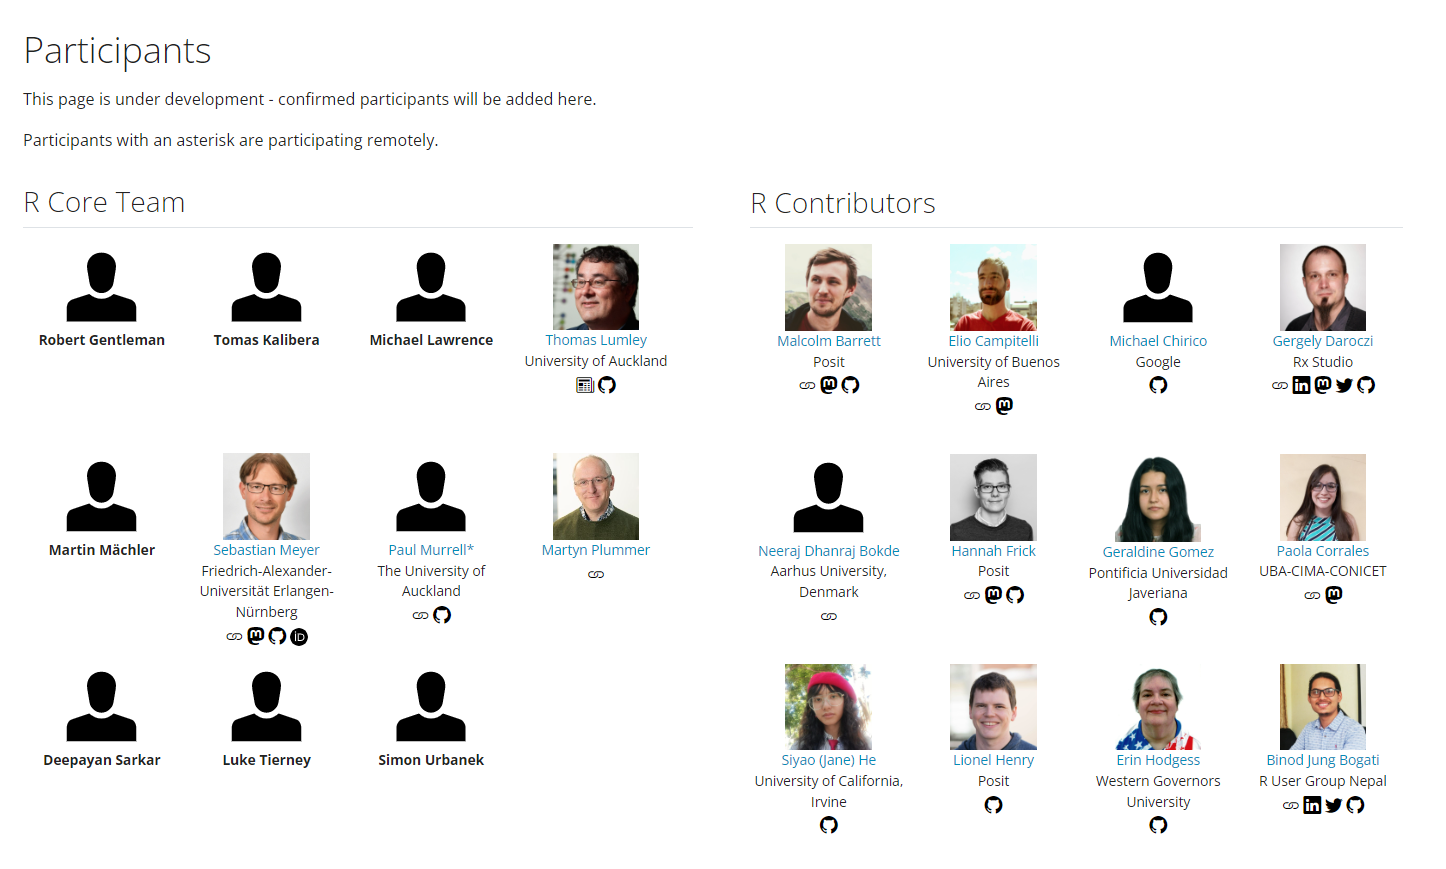 Participants
This page is under development - confirmed participants will be added here.
Participants with an asterisk are participating remotely.
R Core Team
Robert Gentleman
Tomas Kalibera
Michael Lawrence
Thomas Lumley
University of Auckland
Martin Mächler
Sebastian Meyer
Friedrich-Alexander-
Universität Erlangen-
Nürnberg
iD
Paul Murrell*
The University of
Auckland
Martyn Plummer
Deepayan Sarkar
Luke Tierney
Simon Urbanek
R Contributors
Malcolm Barrett
Posit
Elio Campitelli
University of Buenos
Aires
Michael Chirico
Google
Gergely Daroczi
Rx Studio
in
Neeraj Dhanraj Bokde
Aarhus University,
Denmark
Hannah Frick
Posit
Geraldine Gomez
Pontificia Universidad
Javeriana
Paola Corrales
UBA-CIMA-CONICET
Siyao (Jane) He
University of California,
Irvine
Lionel Henry
Posit
Erin Hodgess
Western Governors
University
Binod Jung Bogati
R User Group Nepal
in